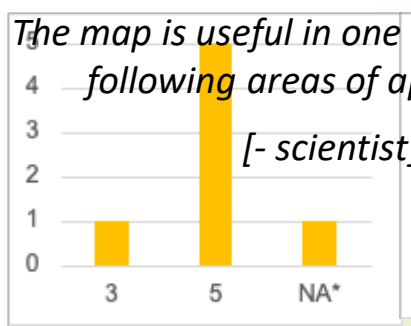 The map is useful in one
following areas of
[- scientist]
5
4
3
2
1
0
3 5 NA*